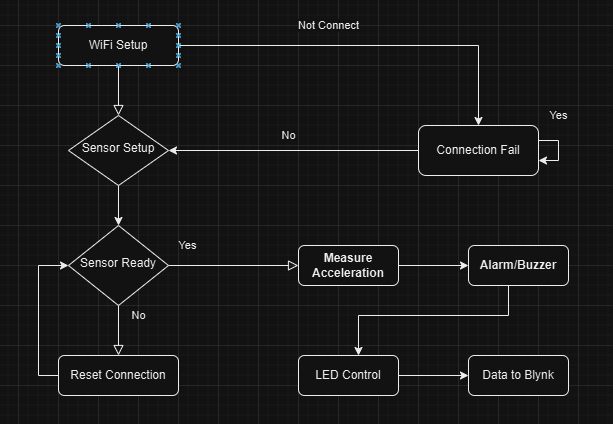 Not Connect
WiFi Setup
Yes
Sensor Setup
No
Connection Fail
Yes
Sensor Ready
Measure
Acceleration
Alarm/Buzzer
No
Reset Connection
LED Control
Data to Blynk